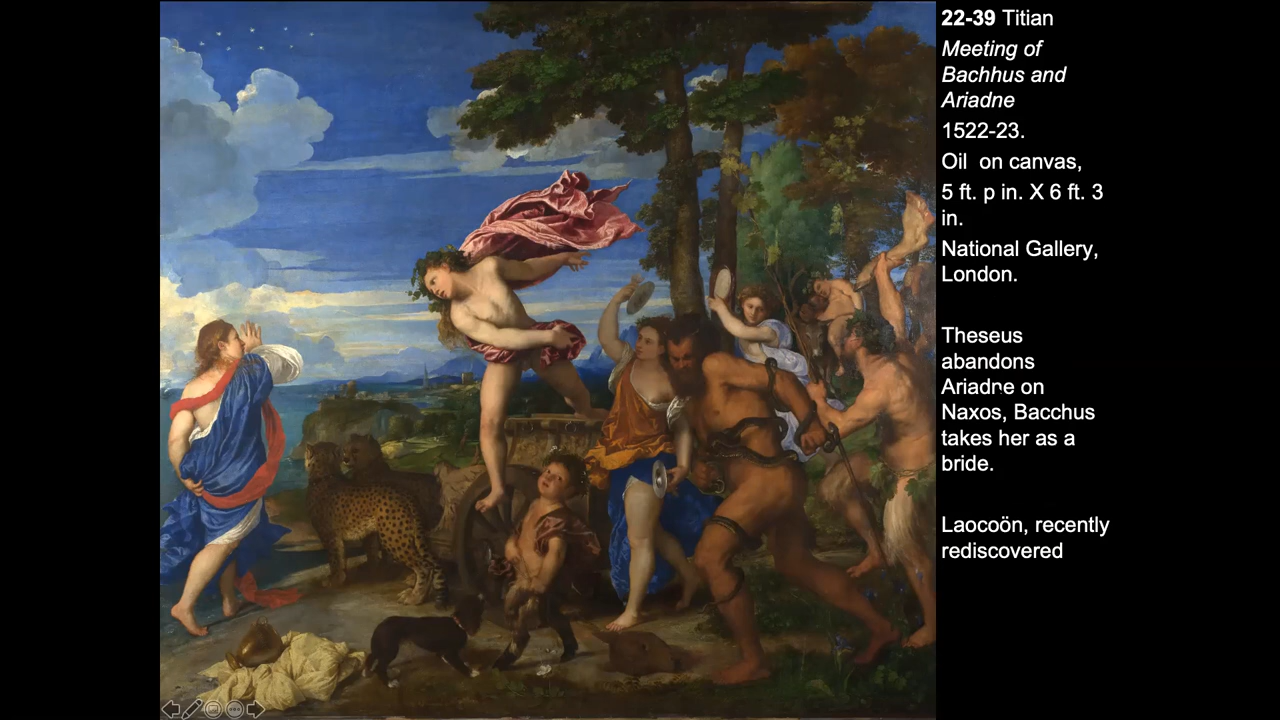 22-39 Titian
Meeting of
Bachhus and
Ariadne
1522-23.
Oil  on canvas,
5 ft. p in. X 6 ft. 3
in.
National Gallery,
London.
Theseus
abandons
Ariadne on
Naxos, Bacchus
takes her as a
bride.
Laocoön, recently
rediscovered